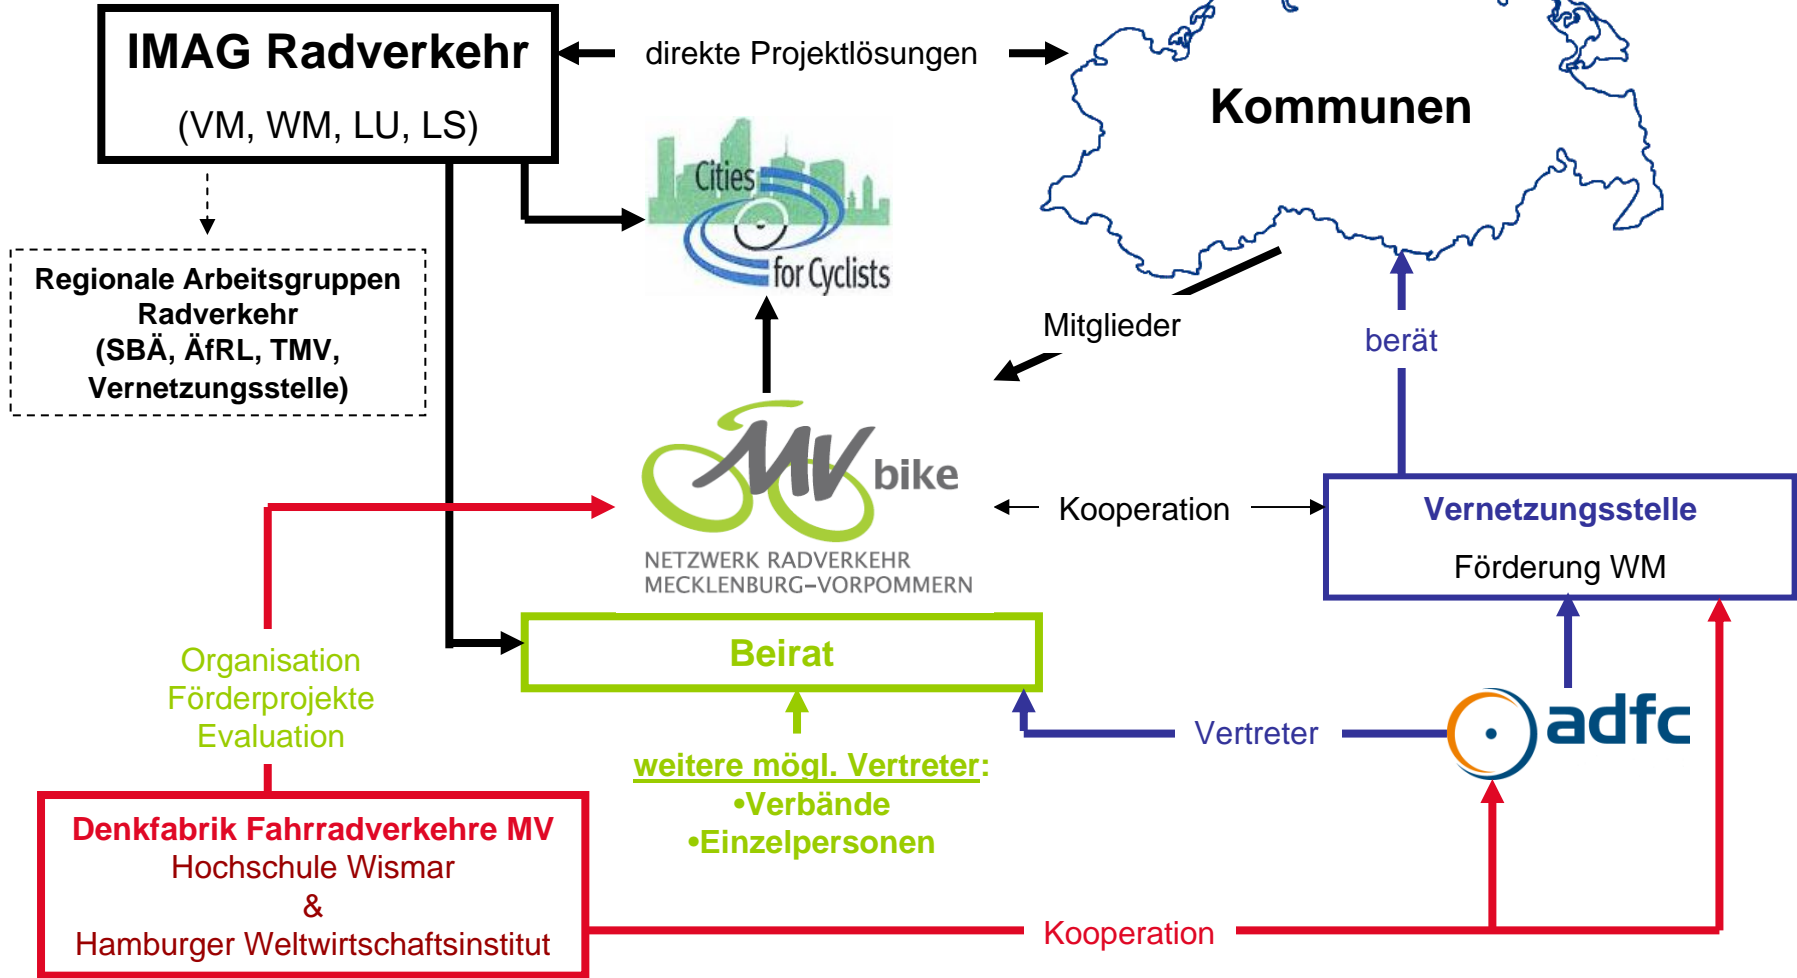 IMAG Radverkehr
(VM, WM, LU, LS)
direkte Projektlösungen
Kommunen
Cities
for Cyclists
Regionale Arbeitsgruppen
Radverkehr
(SBÄ, ÄfRL, TMV,
Vernetzungsstelle)
Mitglieder
berät
MV bike
NETZWERK RADVERKEHR
MECKLENBURG-VORPOMMERN
Kooperation
Vernetzungsstelle
Förderung WM
Beirat
Organisation
Förderprojekte
Evaluation
Vertreter
adfc
weitere mögl. Vertreter:
•Verbände
•Einzelpersonen
Denkfabrik Fahrradverkehre MV
Hochschule Wismar
&
Hamburger Weltwirtschaftsinstitut
Kooperation